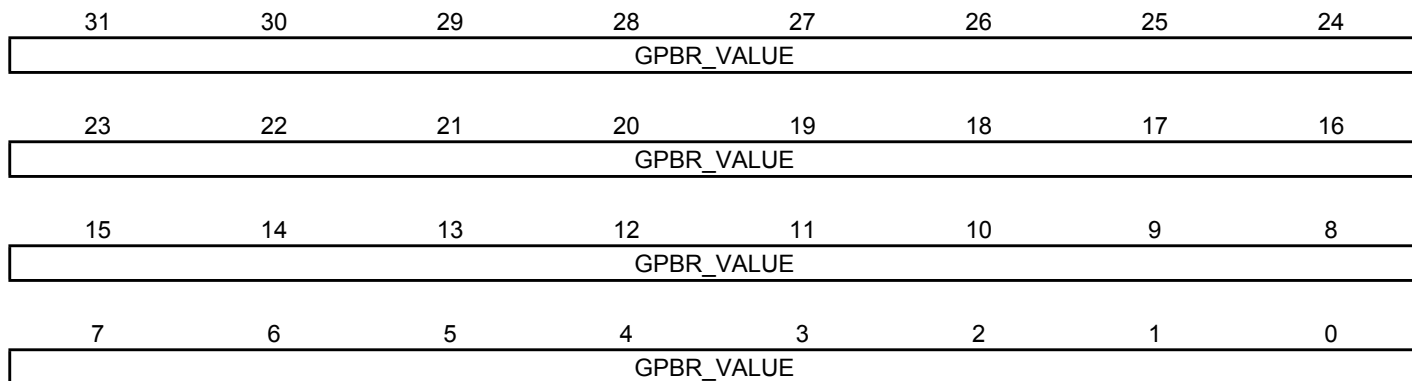 31 30 29 28 27 26 25 24
GPBR_VALUE
23 22 21 20 19 18 17 16
GPBR_VALUE
15 14 13 12 11 10 9 8
GPBR_VALUE
7 6 5 4 3 2 1 0
GPBR_VALUE